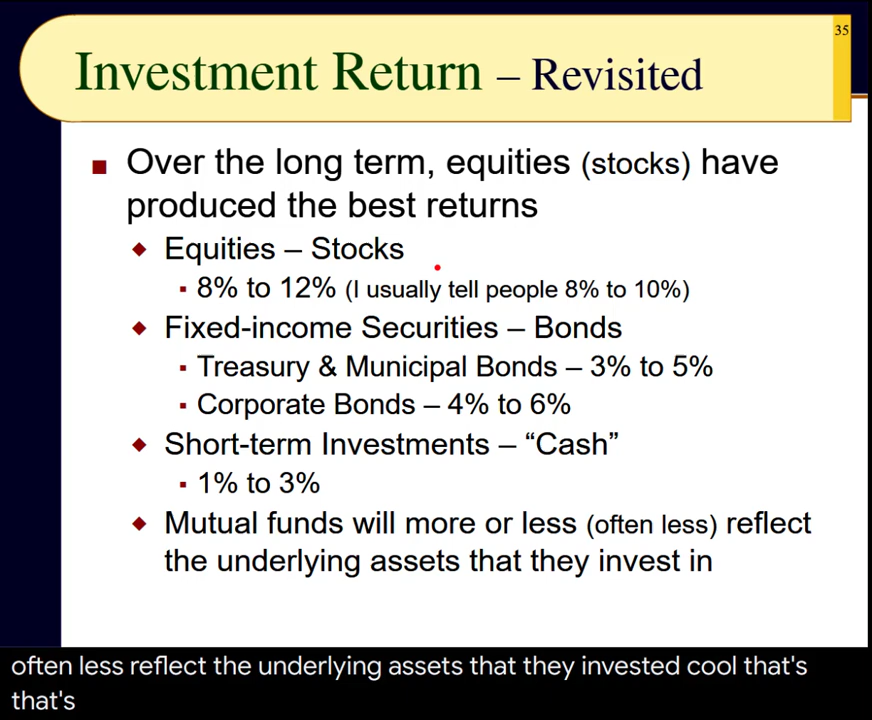 35
Investment Return – Revisited
Over the long term, equities (stocks) have
produced the best returns
Equities – Stocks
8% to 12% (I usually tell people 8% to 10%)
Fixed-income Securities – Bonds
Treasury & Municipal Bonds – 3% to 5%
Corporate Bonds – 4% to 6%
Short-term Investments – “Cash”
1% to 3%
Mutual funds will more or less (often less) reflect
the underlying assets that they invest in
often less reflect the underlying assets that they invested cool that's
that's